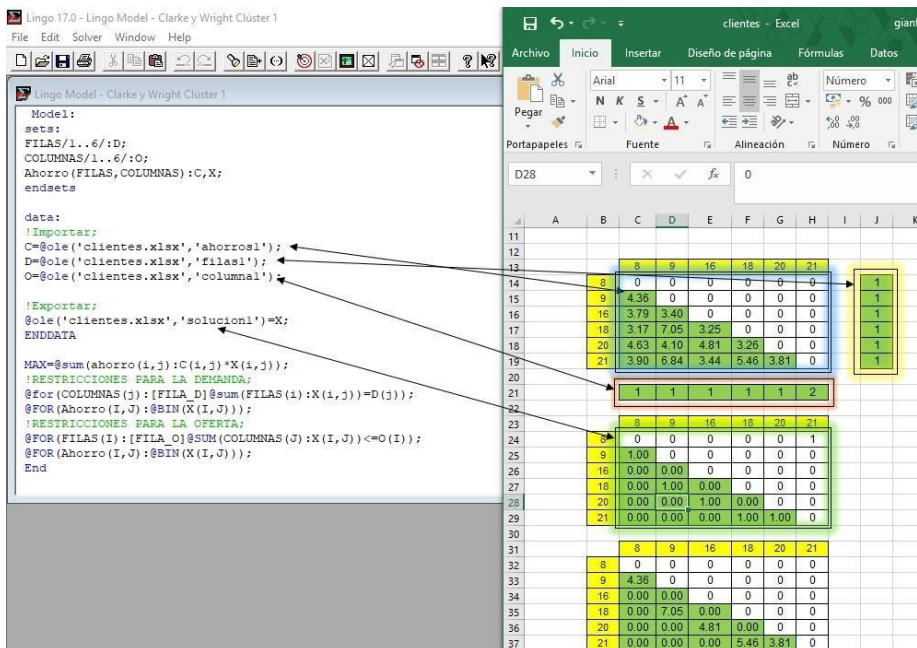 Lingo 17.0 - Lingo Model - Clarke y Wright Clúster 1
File Edit Solver Window Help
Lingo Model - Clarke y Wright Clúster 1
Model:
sets:
FILAS/1..6/:D;
COLUMNAS/1..6/:O;
Ahorro(FILAS,COLUMNAS):C,X;
endsets
data:
!Importar;
C=@ole('clientes.xlsx','ahorros1');
D=@ole('clientes.xlsx','filas1');
O=@ole('clientes.xlsx','columna1');
!Exportar;
@ole('clientes.xlsx','solucion1')=X;
ENDDATA
MAX=@sum(ahorro(i,j):C(i,j)*X(i,j));
!RESTRICCIONES PARA LA DEMANDA;
@for(COLUMNAS(j):[FILA_D]@sum(FILAS(i):X(i,j))=D(j));
@FOR(Ahorro(I,J):@BIN(X(I,J)));
!RESTRICCIONES PARA LA OFERTA;
@FOR(FILAS(I):[FILA_O]@SUM(COLUMNAS(J):X(I,J))<=O(I));
@FOR(Ahorro(I,J):@BIN(X(I,J)));
End
clientes - Excel
giant
Archivo Inicio Insertar Diseño de página Fórmulas Datos
Pegar
Arial 11
N K S A A
ab
Número
% 000
Portapapeles Fuente Alineación Número
D28 fx 0
A B C D E F G H I J K
11
12
13 8 9 16 18 20 21
14 8 0 0 0 0 0 0 1
15 9 4.36 0 0 0 0 0 1
16 16 3.79 3.40 0 0 0 0 1
17 18 3.17 7.05 3.25 0 0 0 1
18 20 4.63 4.10 4.81 3.26 0 0 1
19 21 3.90 6.84 3.44 5.46 3.81 0 1
20
21 1 1 1 1 1 2
22
23 8 9 16 18 20 21
24 8 0 0 0 0 0 1
25 9 1.00 0 0 0 0 0
26 16 0.00 0.00 0 0 0 0
27 18 0.00 1.00 0.00 0 0 0
28 20 0.00 0.00 1.00 0.00 0 0
29 21 0.00 0.00 0.00 1.00 1.00 0
30
31 8 9 16 18 20 21
32 8 0 0 0 0 0 0
33 9 4.36 0 0 0 0 0
34 16 0.00 0.00 0 0 0 0
35 18 0.00 7.05 0.00 0 0 0
36 20 0.00 0.00 4.81 0.00 0 0
37 21 0.00 0.00 0.00 5.46 3.81 0